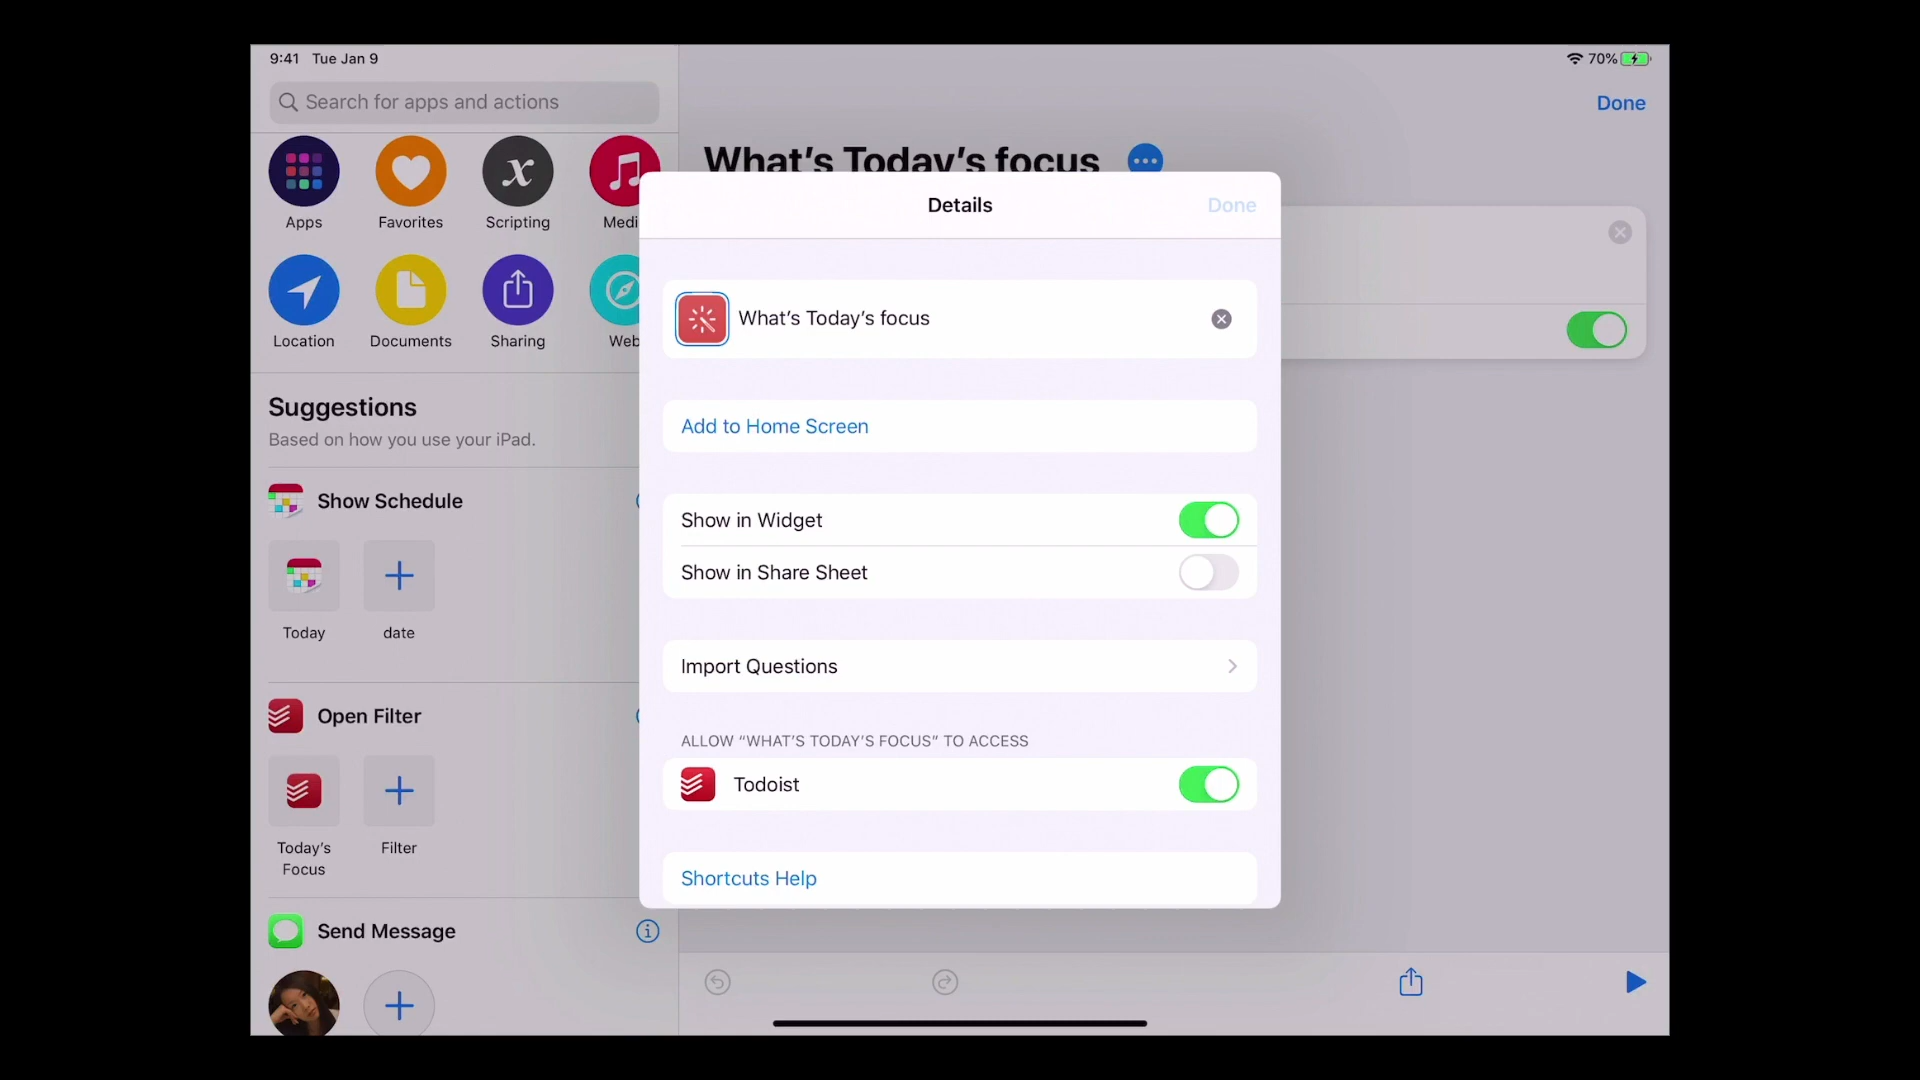 9:41 Tue Jan 9
70%
Search for apps and actions
Done
Apps
Favorites
Scripting
Medi
Location
Documents
Sharing
Web
Suggestions
Based on how you use your iPad.
Show Schedule
Today
date
Open Filter
Today's
Focus
Filter
Send Message
What's Today's focus
Details
Done
What's Today's focus
Add to Home Screen
Show in Widget
Show in Share Sheet
Import Questions
ALLOW “WHAT'S TODAY'S FOCUS” TO ACCESS
Todoist
Shortcuts Help